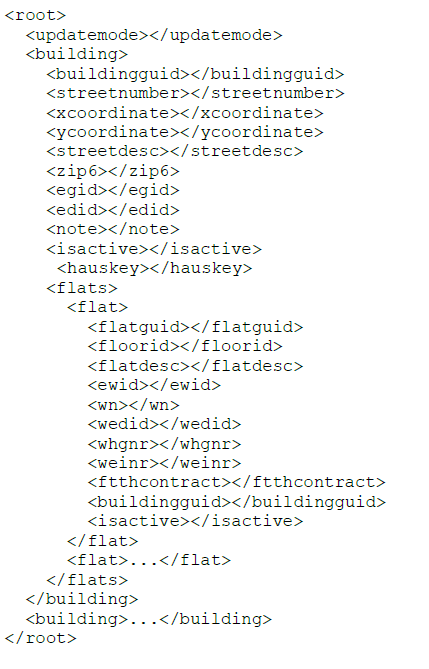 <root>
  <updatemode></updatemode>
  <building>
    <buildingguid></buildingguid>
    <streetnumber></streetnumber>
    <xcoordinate></xcoordinate>
    <ycoordinate></ycoordinate>
    <streetdesc></streetdesc>
    <zip6></zip6>
    <egid></egid>
    <edid></edid>
    <note></note>
    <isactive></isactive>
     <hauskey></hauskey>
    <flats>
      <flat>
        <flatguid></flatguid>
        <floorid></floorid>
        <flatdesc></flatdesc>
        <ewid></ewid>
        <wn></wn>
        <wedid></wedid>
        <whgnr></whgnr>
        <weinr></weinr>
        <ftthcontract></ftthcontract>
        <buildingguid></buildingguid>
        <isactive></isactive>
      </flat>
      <flat>...</flat>
    </flats>
  </building>
  <building>...</building>
</root>